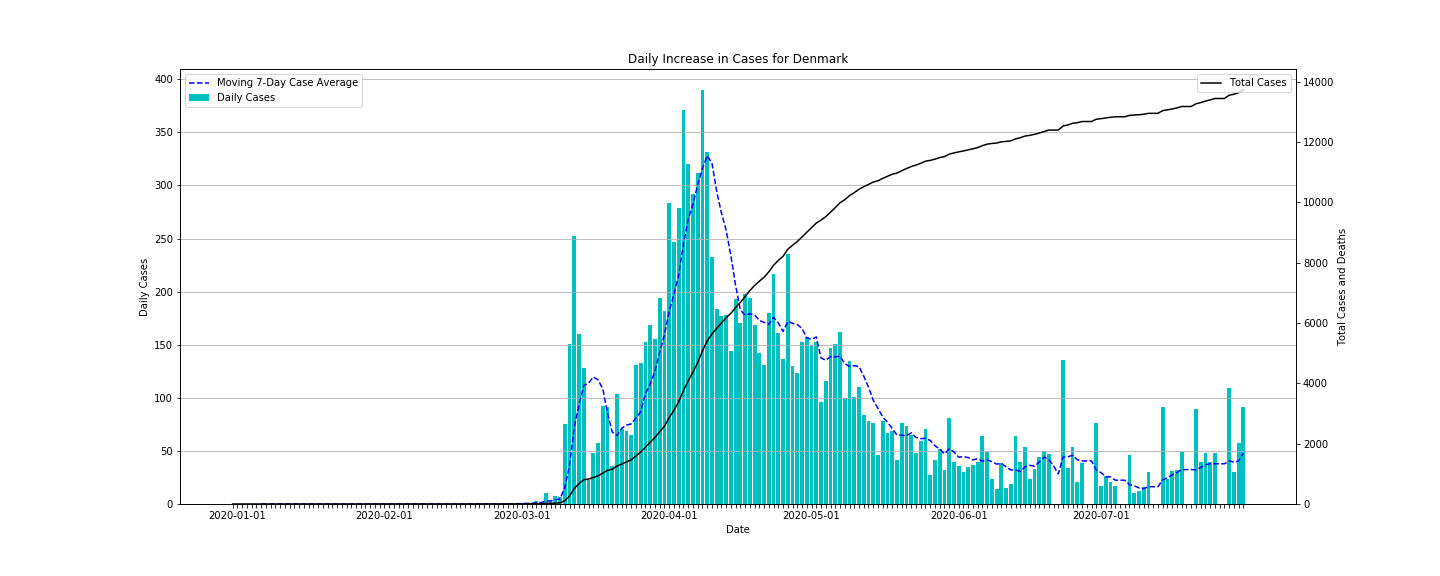 Daily Increase in Cases for Denmark
Moving 7-Day Case Average
Daily Cases
Total Cases
400
350
300
250
200
150
100
50
0
Daily Cases
14000
12000
10000
8000
6000
4000
2000
0
Total Cases and Deaths
2020-01-01 2020-02-01 2020-03-01 2020-04-01 2020-05-01 2020-06-01 2020-07-01
Date